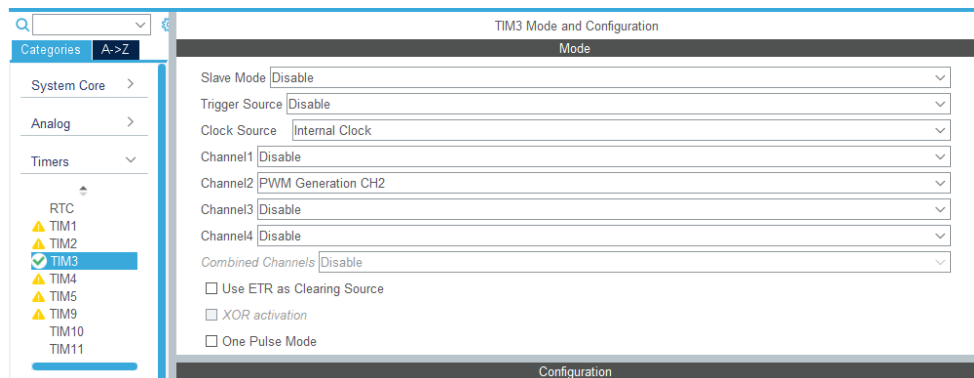 TIM3 Mode and Configuration
Categories A->Z
Mode
System Core
Analog
Timers
RTC
TIM1
TIM2
TIM3
TIM4
TIM5
TIM9
TIM10
TIM11
Slave Mode Disable
Trigger Source Disable
Clock Source Internal Clock
Channel1 Disable
Channel2 PWM Generation CH2
Channel3 Disable
Channel4 Disable
Combined Channels Disable
Use ETR as Clearing Source
XOR activation
One Pulse Mode
Configuration